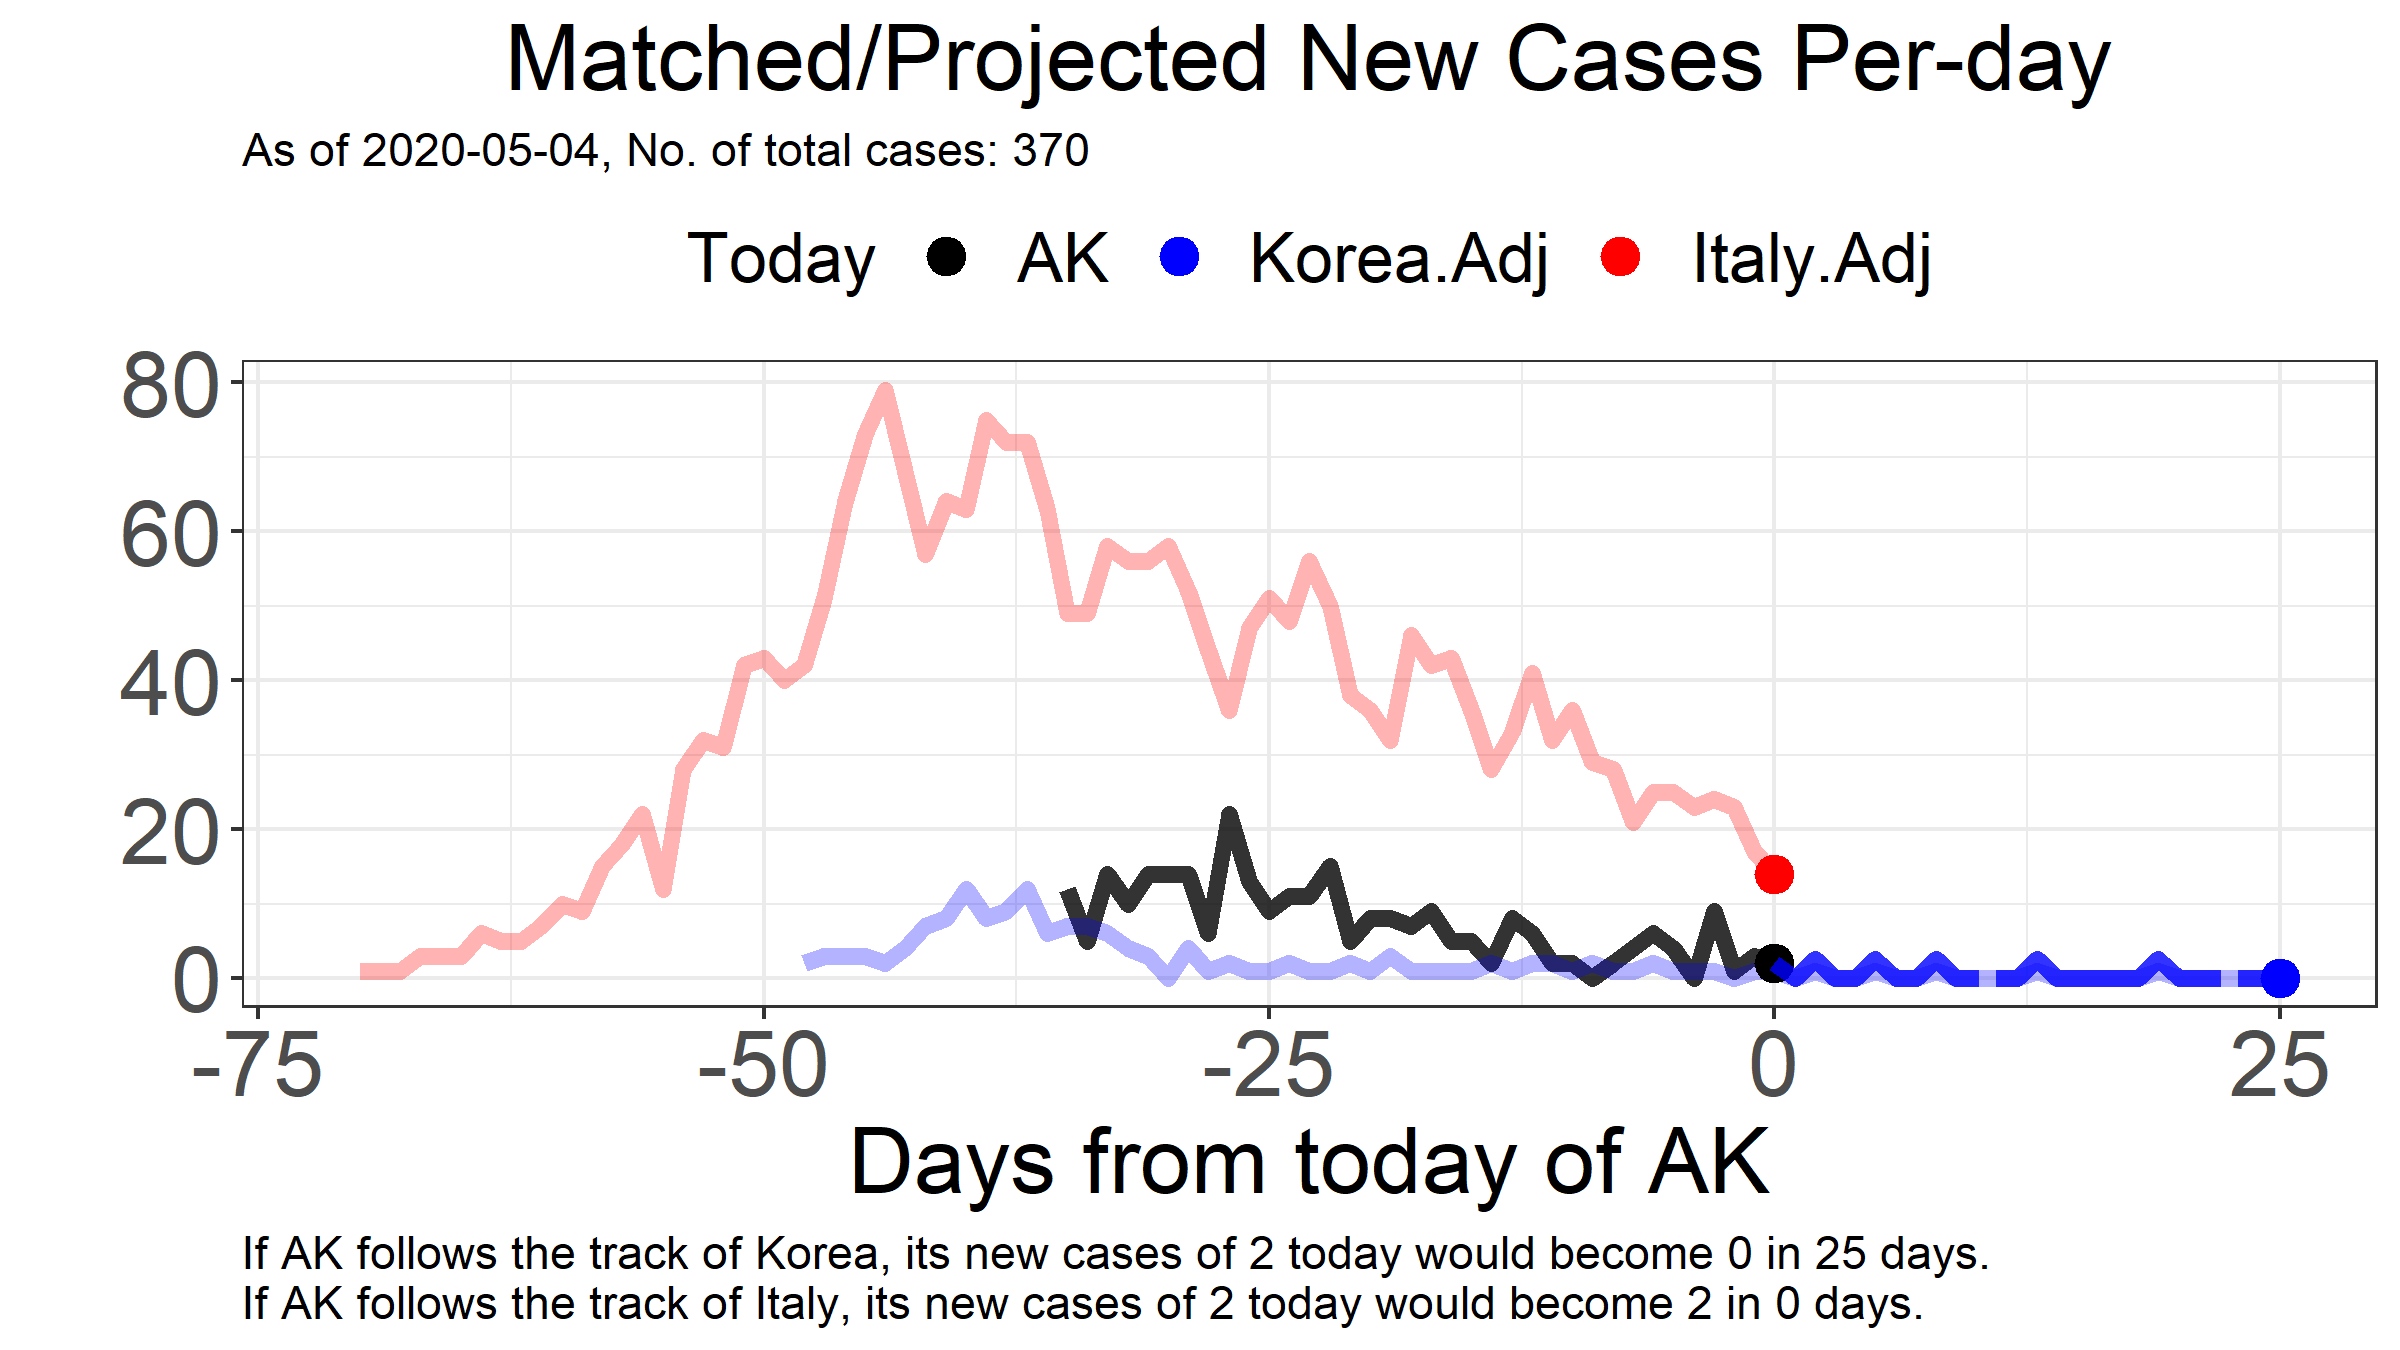 Matched/Projected New Cases Per-day
As of 2020-05-04, No. of total cases: 370
Today AK Korea.Adj Italy.Adj
80
60
40
20
0
-75 -50 -25 0 25
Days from today of AK
If AK follows the track of Korea, its new cases of 2 today would become 0 in 25 days.
If AK follows the track of Italy, its new cases of 2 today would become 2 in 0 days.